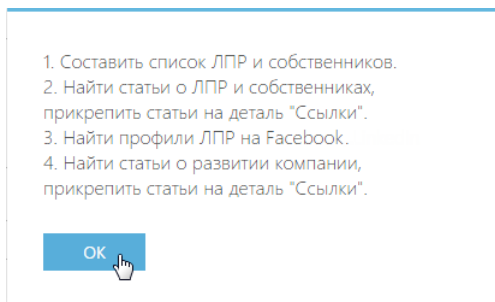 1. Составить список ЛПР и собственников.
2. Найти статьи о ЛПР и собственниках,
прикрепить статьи на деталь "Ссылки".
3. Найти профили ЛПР на Facebook.
4. Найти статьи о развитии компании,
прикрепить статьи на деталь "Ссылки".
ОК